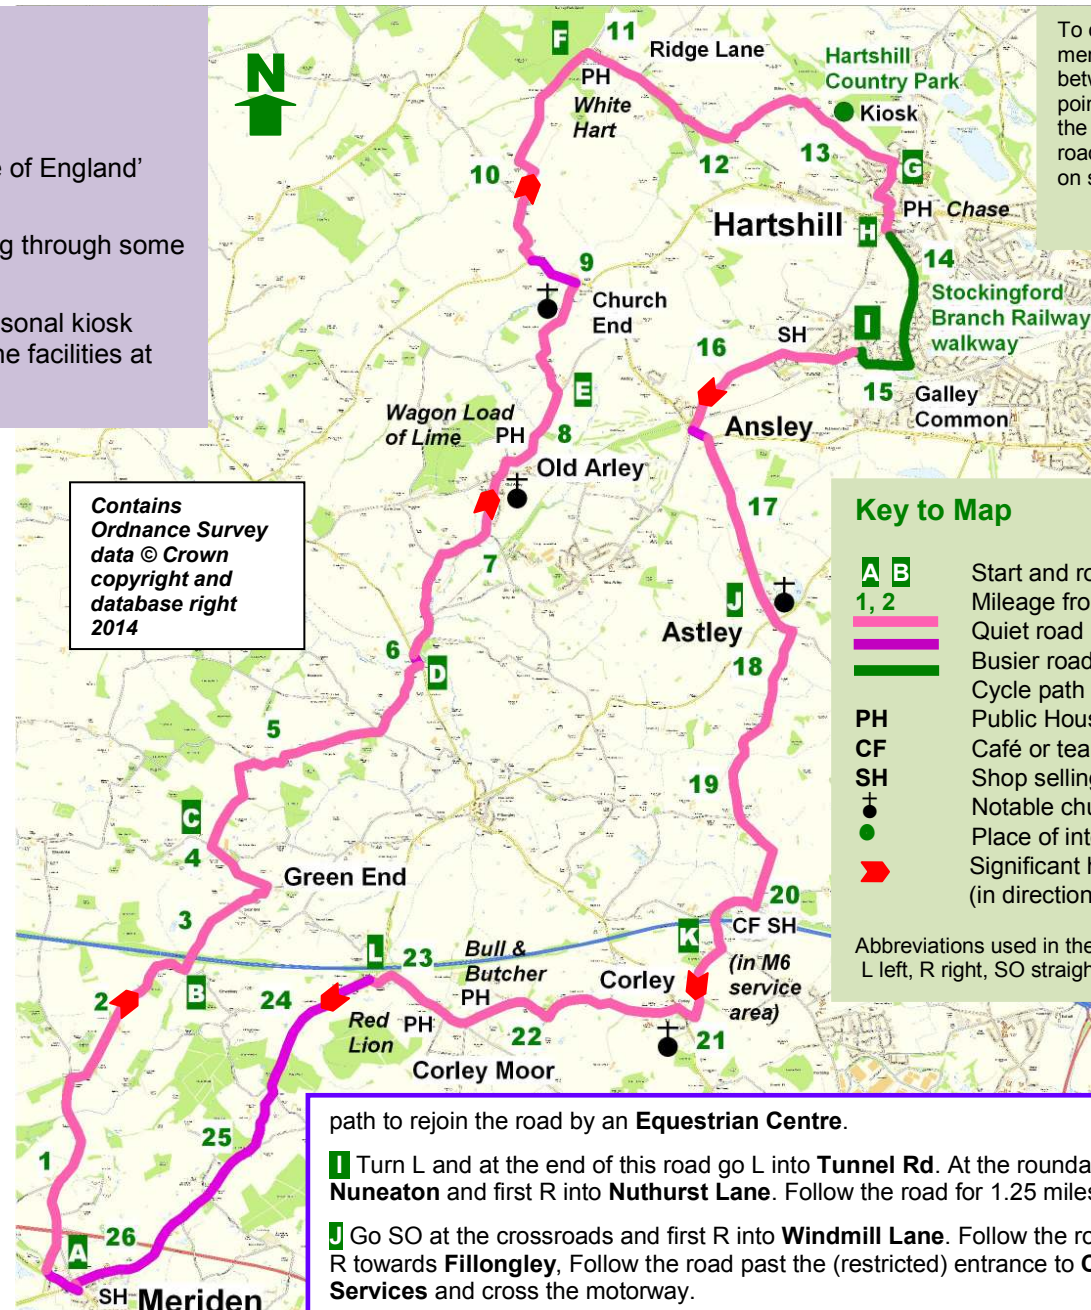 e of England'
g through some
sonal kiosk
ne facilities at
N
To
mer
betw
poin
the
road
on s
F
11
Ridge Lane
PH
White
Hart
Hartshill
Country Park
Kiosk
10
12
13
G
Hartshill
PH Chase
H
9
14
Church
End
Stockingford
Branch Railway
walkway
I
SH
16
15
Galley
Common
E
Wagon Load
of Lime
PH
8
Ansley
Old Arley
Contains
Ordnance Survey
data © Crown
copyright and
database right
2014
17
7
J
Astley
6
D
18
5
19
C
4
Green End
3
20
K
CF SH
(in M6
service
area)
L
23
Bull &
Butcher
PH
Corley
B
2
24
Red
Lion
PH
22
21
Corley Moor
25
1
26
A
SH
Meriden
Key to Map
A B Start and ro
1, 2 Mileage fro
Quiet road
Busier road
Cycle path
PH Public Hous
CF Café or tea
SH Shop selling
Notable chu
Place of int
Significant h
(in direction
Abbreviations used in the
L left, R right, SO straigh
path to rejoin the road by an Equestrian Centre.
I Turn L and at the end of this road go L into Tunnel Rd. At the rounda
Nuneaton and first R into Nuthurst Lane. Follow the road for 1.25 miles
J Go SO at the crossroads and first R into Windmill Lane. Follow the ro
R towards Fillongley, Follow the road past the (restricted) entrance to C
Services and cross the motorway.